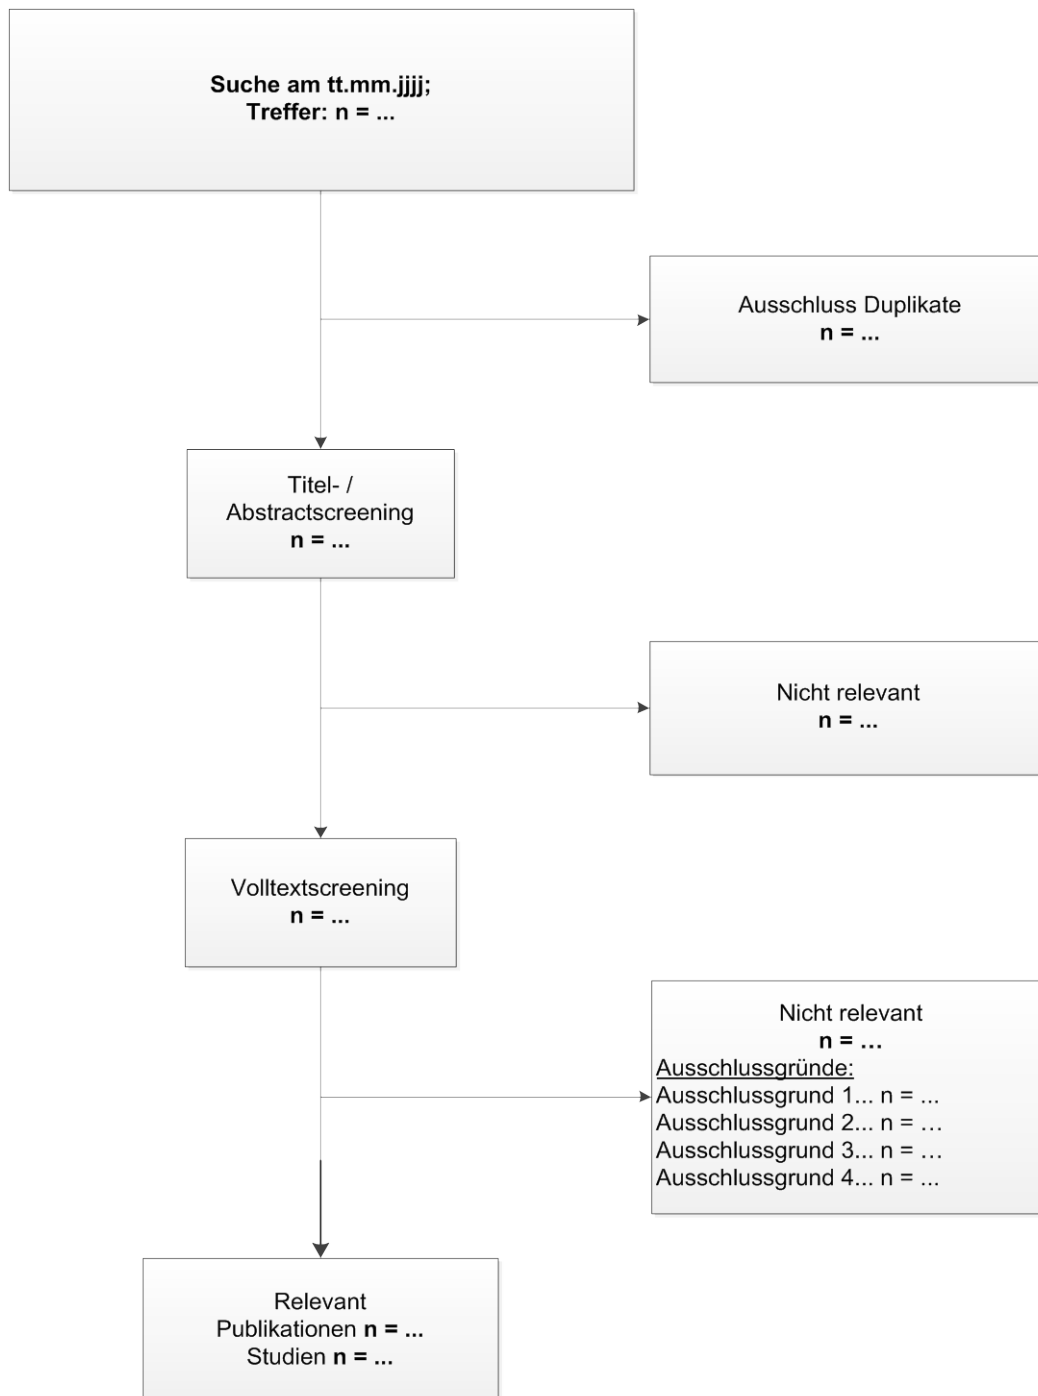 Suche am tt.mm.jjjj;
Treffer: n = ...
Ausschluss Duplikate
n = ...
Titel- /
Abstractscreening
n = ...
Nicht relevant
n = ...
Volltextscreening
n = ...
Nicht relevant
n = ...
Ausschlussgründe:
Ausschlussgrund 1... n = ...
Ausschlussgrund 2... n = ...
Ausschlussgrund 3... n = ...
Ausschlussgrund 4... n = ...
Relevant
Publikationen n = ...
Studien n = ...